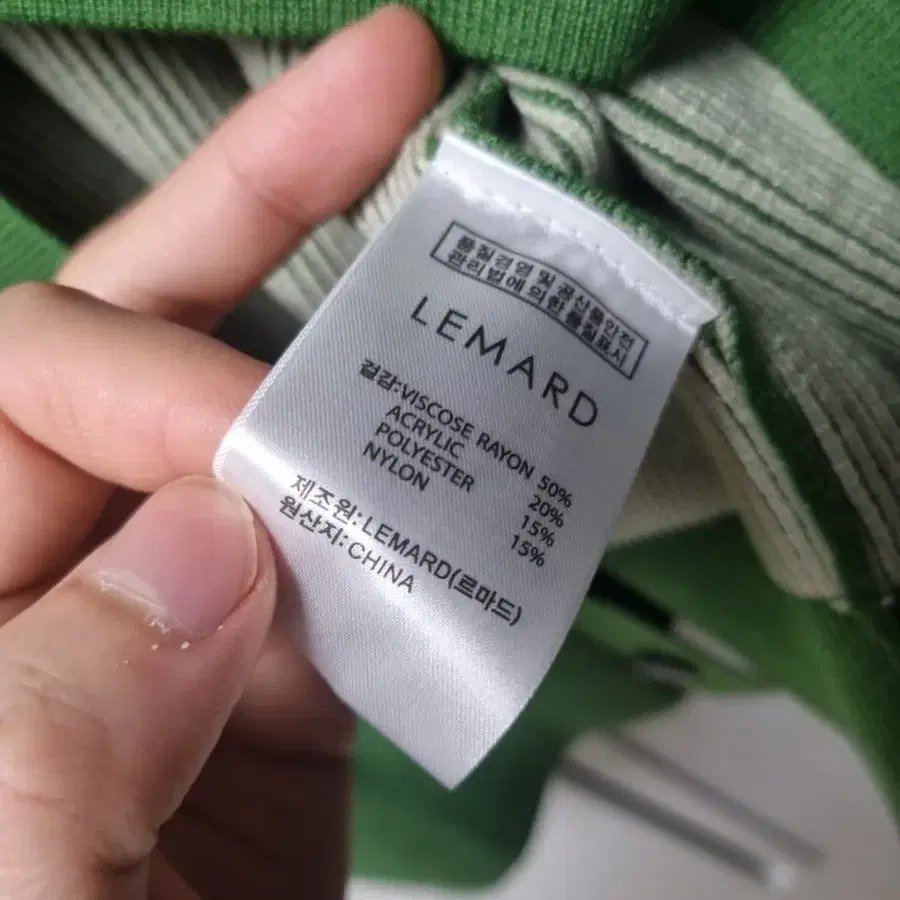 품질경영 및 공산품안전
관리법에 의한 품질표시
LEMARD
겉감:VISCOSE RAYON 50%
ACRYLIC 20%
POLYESTER 15%
NYLON 15%
제조원: LEMARD(르마드)
원산지: CHINA